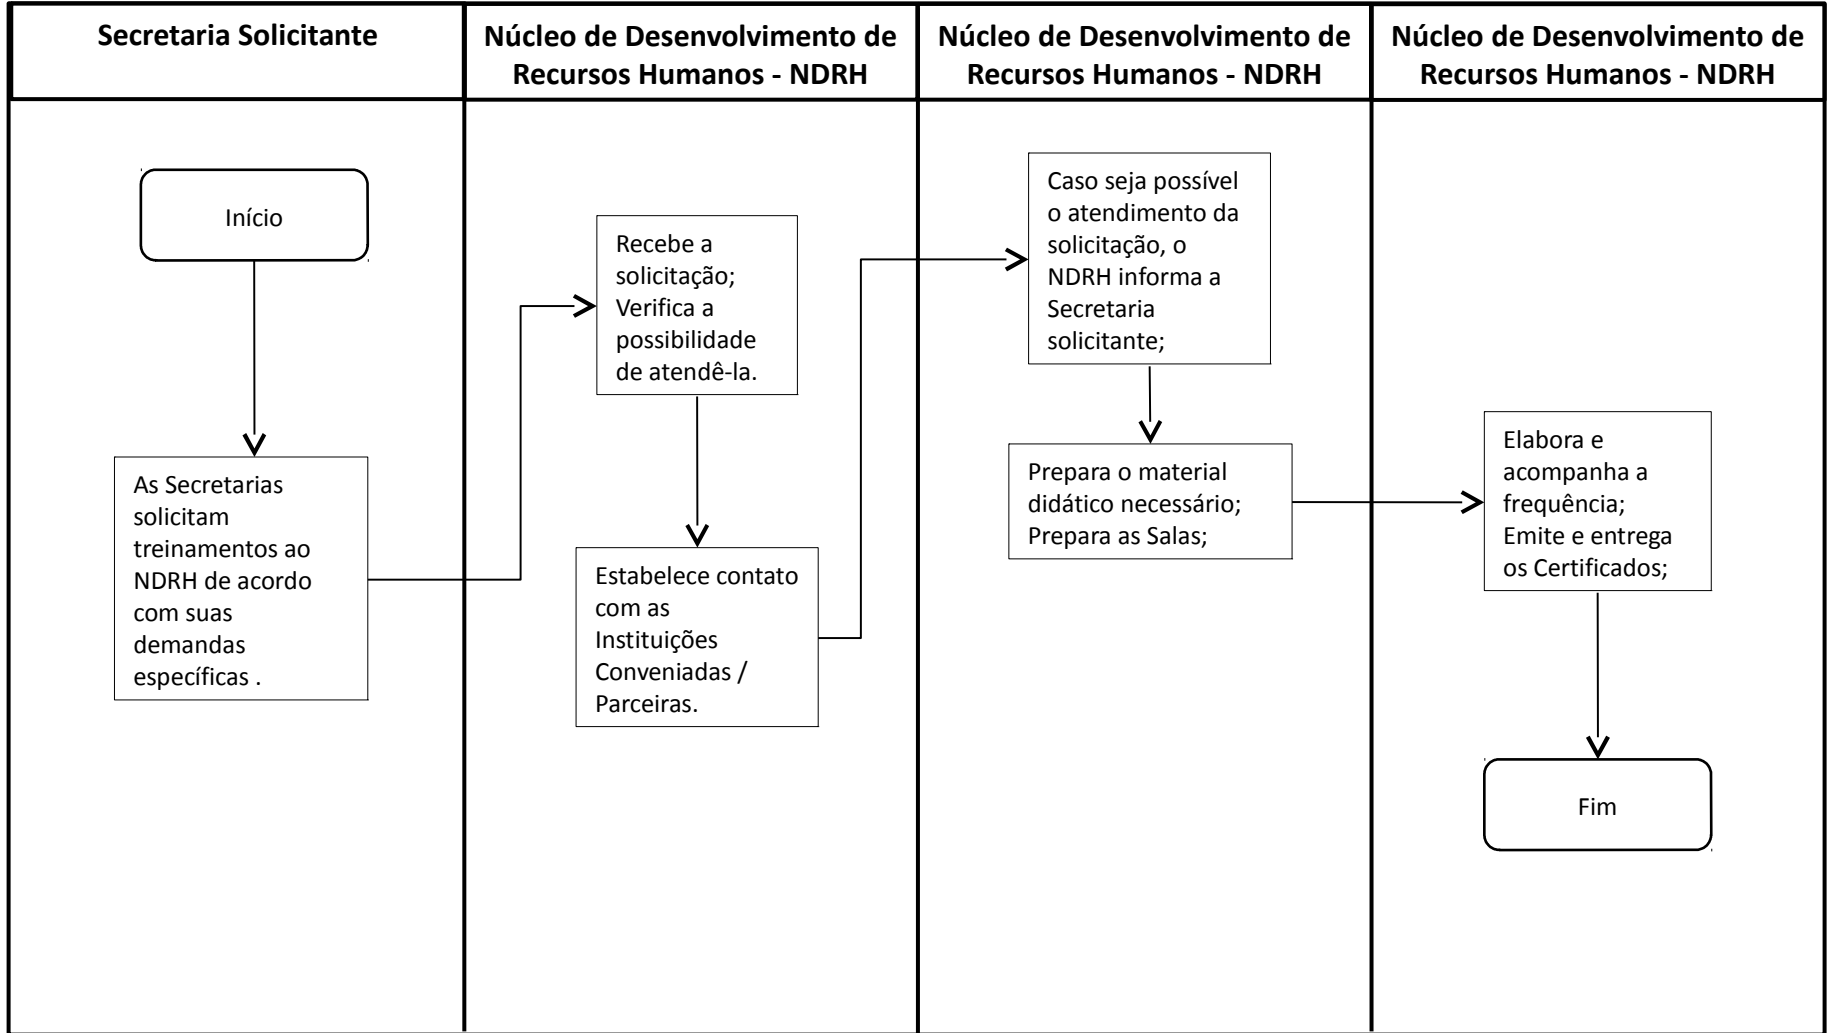 Secretaria Solicitante
Núcleo de Desenvolvimento de
Recursos Humanos - NDRH
Núcleo de Desenvolvimento de
Recursos Humanos - NDRH
Núcleo de Desenvolvimento de
Recursos Humanos - NDRH
Início
As Secretarias
solicitam
treinamentos ao
NDRH de acordo
com suas
demandas
específicas .
Recebe a
solicitação;
Verifica a
possibilidade
de atendê-la.
Estabelece contato
com as
Instituições
Conveniadas /
Parceiras.
Caso seja possível
o atendimento da
solicitação, o
NDRH informa a
Secretaria
solicitante;
Prepara o material
didático necessário;
Prepara as Salas;
Elabora e
acompanha a
frequência;
Emite e entrega
os Certificados;
Fim